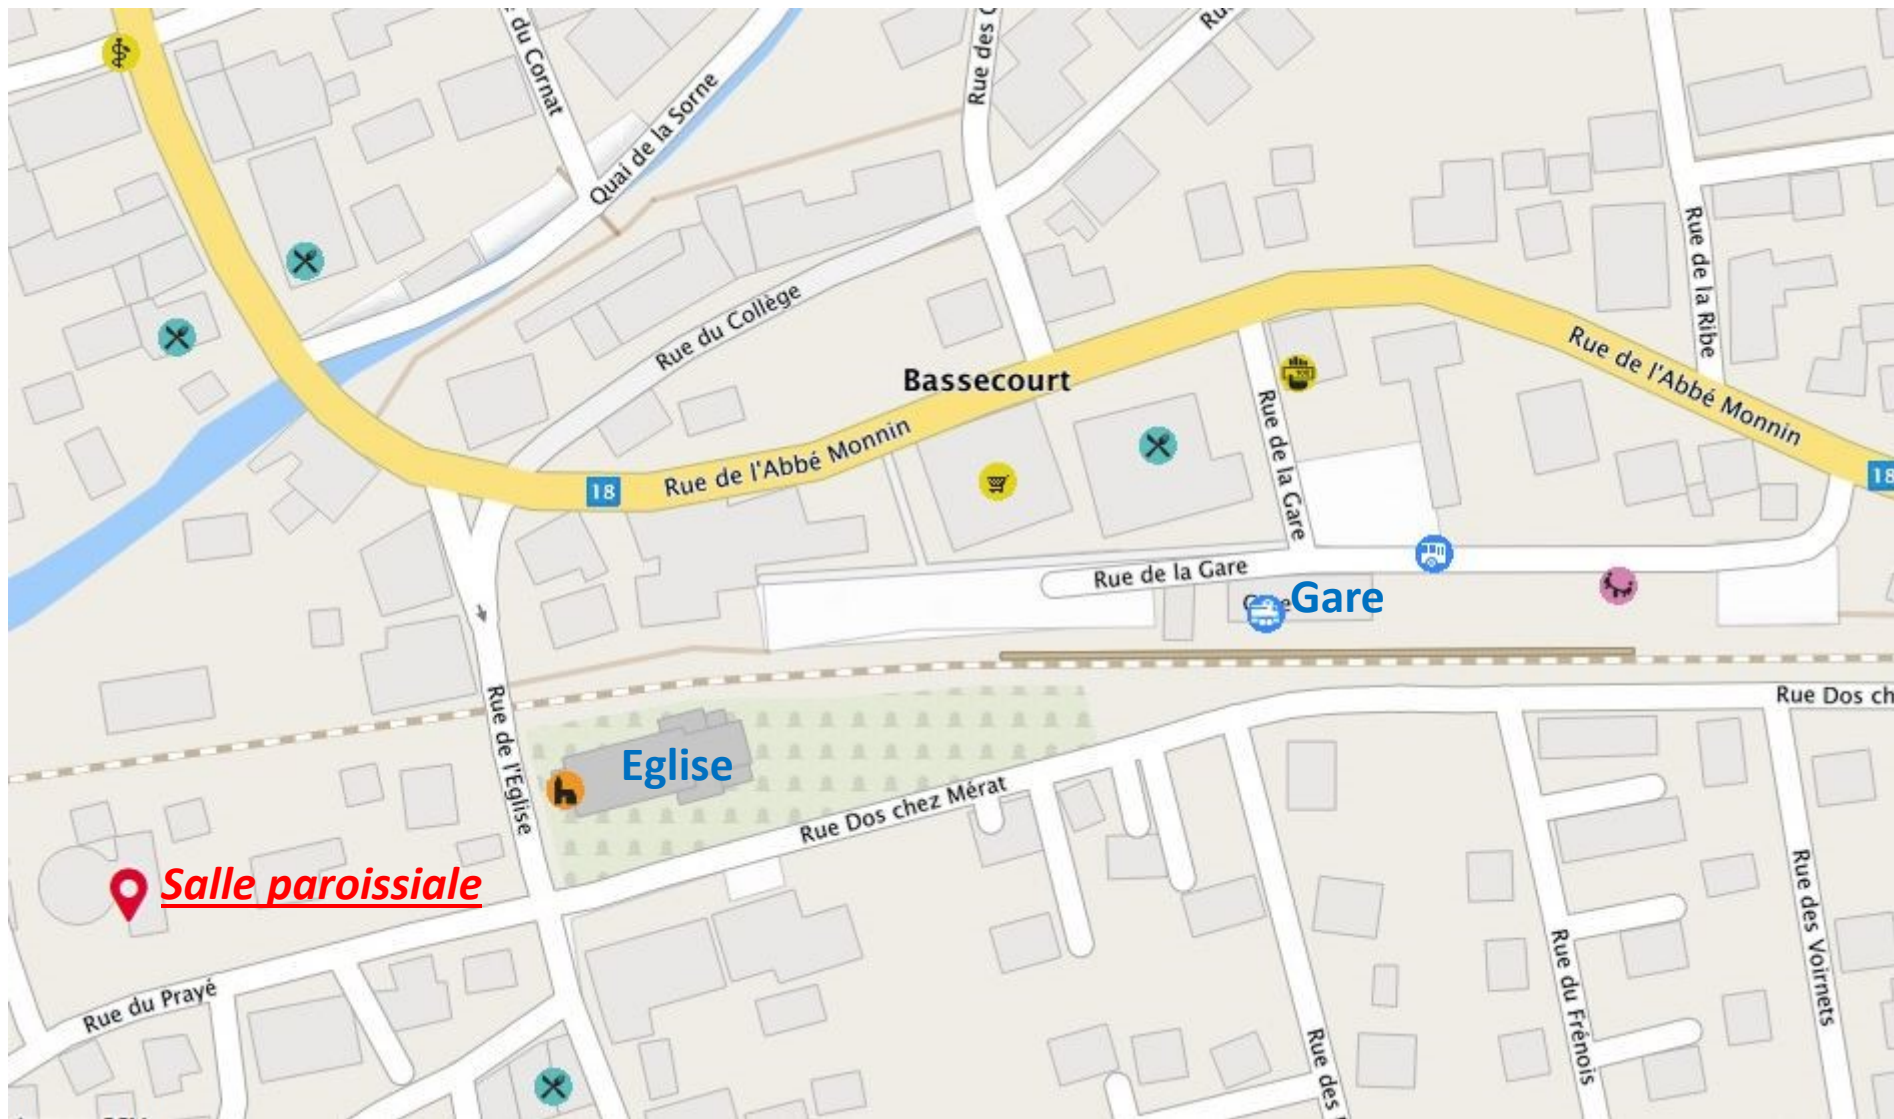 du Cornat
Quai de la Sorne
Rue des
Rue du Collège
Rue de la Ribe
Bassecourt
Rue de l'Abbé Monnin
Rue de l'Abbé Monnin
18
18
Rue de la Gare
Rue de la Gare
Gare
Rue de l'Eglise
Eglise
Rue Dos ch
Rue Dos chez Mérat
Salle paroissiale
Rue du Prayé
Rue des Voirnets
Rue du Frénois
Rue des